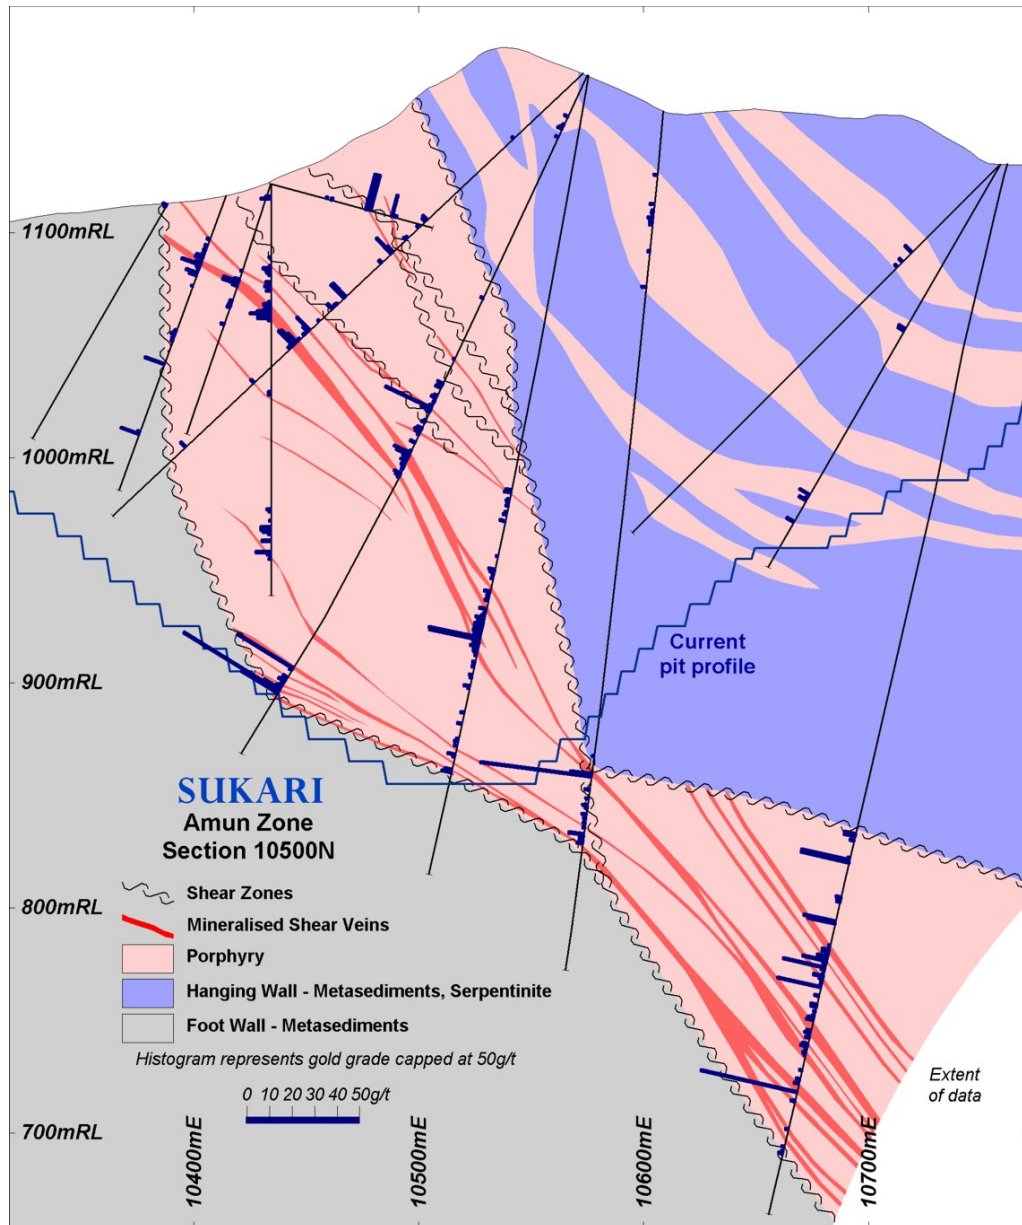 1100mRL
1000mRL
900mRL
800mRL
700mRL
Current
pit profile
SUKARI
Amun Zone
Section 10500N
Shear Zones
Mineralised Shear Veins
Porphyry
Hanging Wall - Metasediments, Serpentinite
Foot Wall - Metasediments
Histogram represents gold grade capped at 50g/t
0 10 20 30 40 50g/t
Extent
of data
10400mE
10500mE
10600mE
10700mE